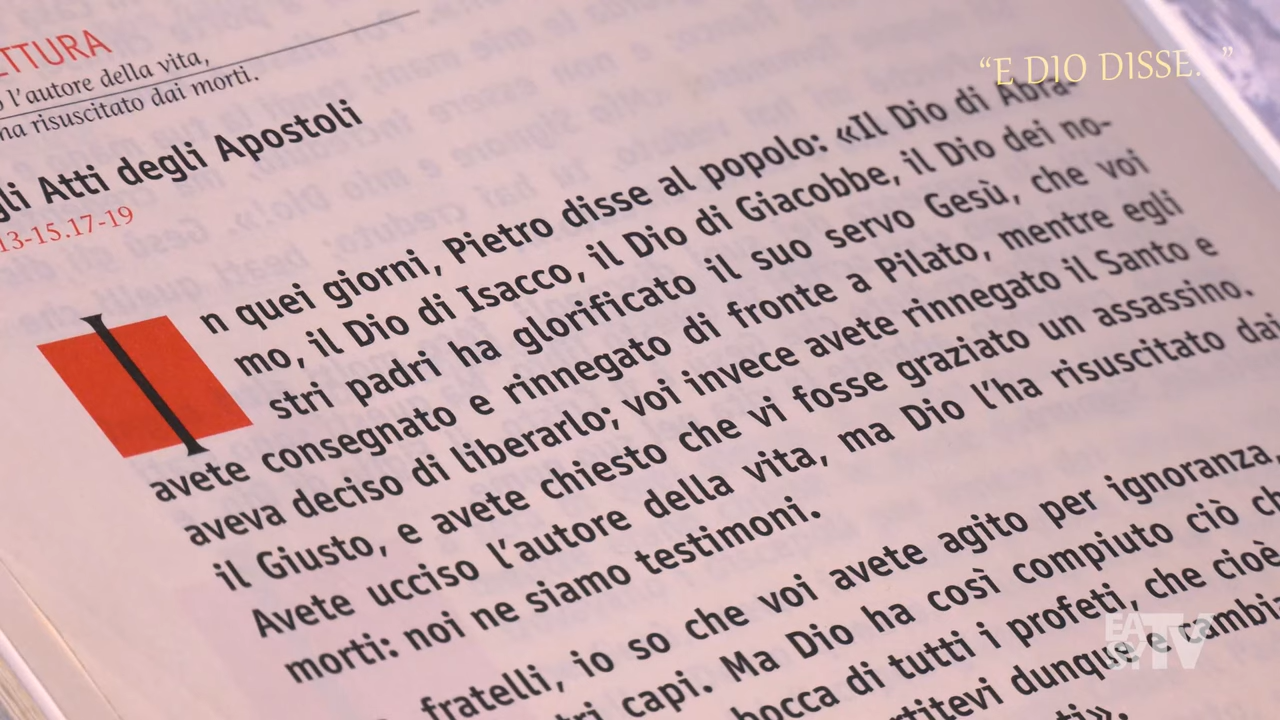 “E DIO DISSE...”
TTURA
o l'autore della vita,
ha risuscitato dai morti.
gli Atti degli Apostoli
13-15.17-19
In quei giorni, Pietro disse al popolo: «Il Dio di Abra-
mo, il Dio di Isacco, il Dio di Giacobbe, il Dio dei no-
stri padri ha glorificato il suo servo Gesù, che voi
avete consegnato e rinnegato di fronte a Pilato, mentre egli
aveva deciso di liberarlo; voi invece avete rinnegato il Santo e
il Giusto, e avete chiesto che vi fosse graziato un assassino.
Avete ucciso l'autore della vita, ma Dio l'ha risuscitato dai
morti: noi ne siamo testimoni.
fratelli, io so che voi avete agito per ignoranza,
tri capi. Ma Dio ha così compiuto ciò ch
bocca di tutti i profeti, che cioè
rtitevi dunque e cambia
ti».
EA
SY TV